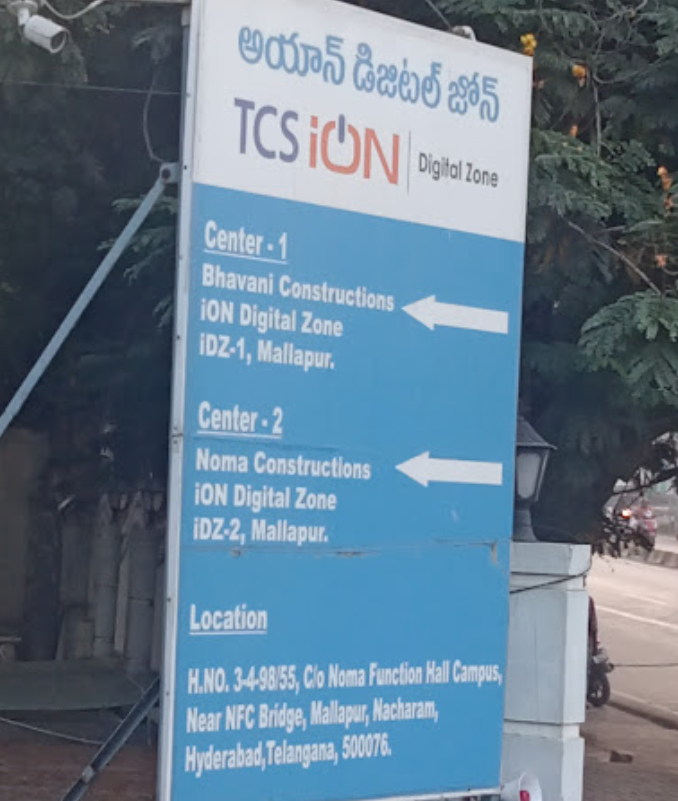 అయాన్ డిజిటల్ జోన్
TCS iON Digital Zone
Center - 1
Bhavani Constructions
iON Digital Zone
iDZ-1, Mallapur.
Center - 2
Noma Constructions
iON Digital Zone
iDZ-2, Mallapur.
Location
H.NO. 3-4-98/55, C/o Noma Function Hall Campus,
Near NFC Bridge, Mallapur, Nacharam,
Hyderabad,Telangana, 500076.